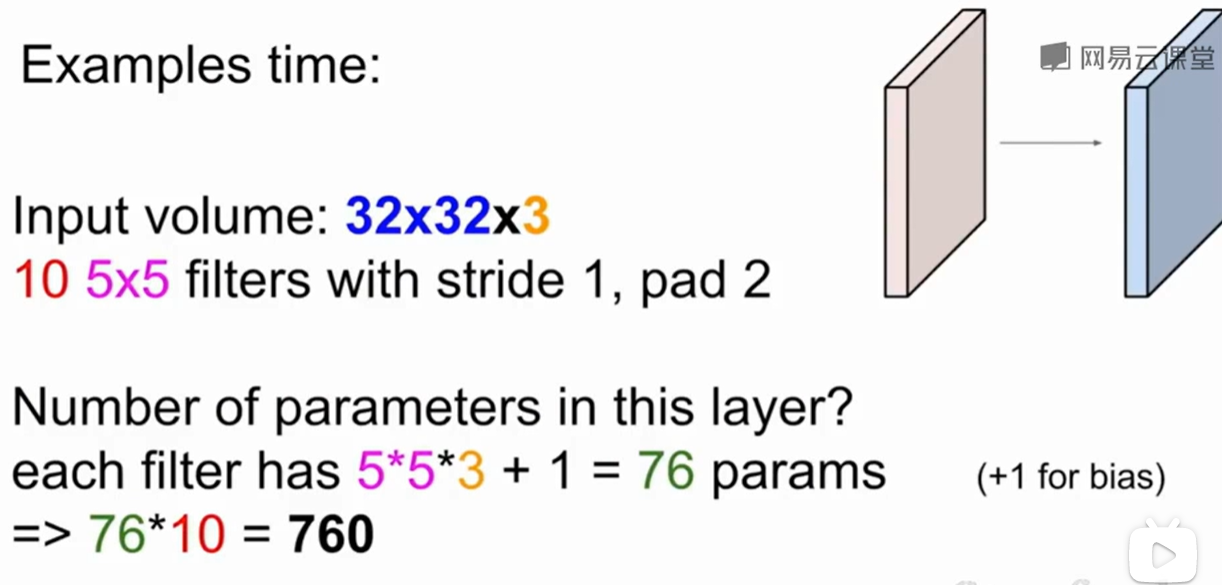 Examples time:
网易云课堂
Input volume: 32x32x3
10 5x5 filters with stride 1, pad 2
Number of parameters in this layer?
each filter has 5*5*3 + 1 = 76 params (+1 for bias)
=> 76*10 = 760